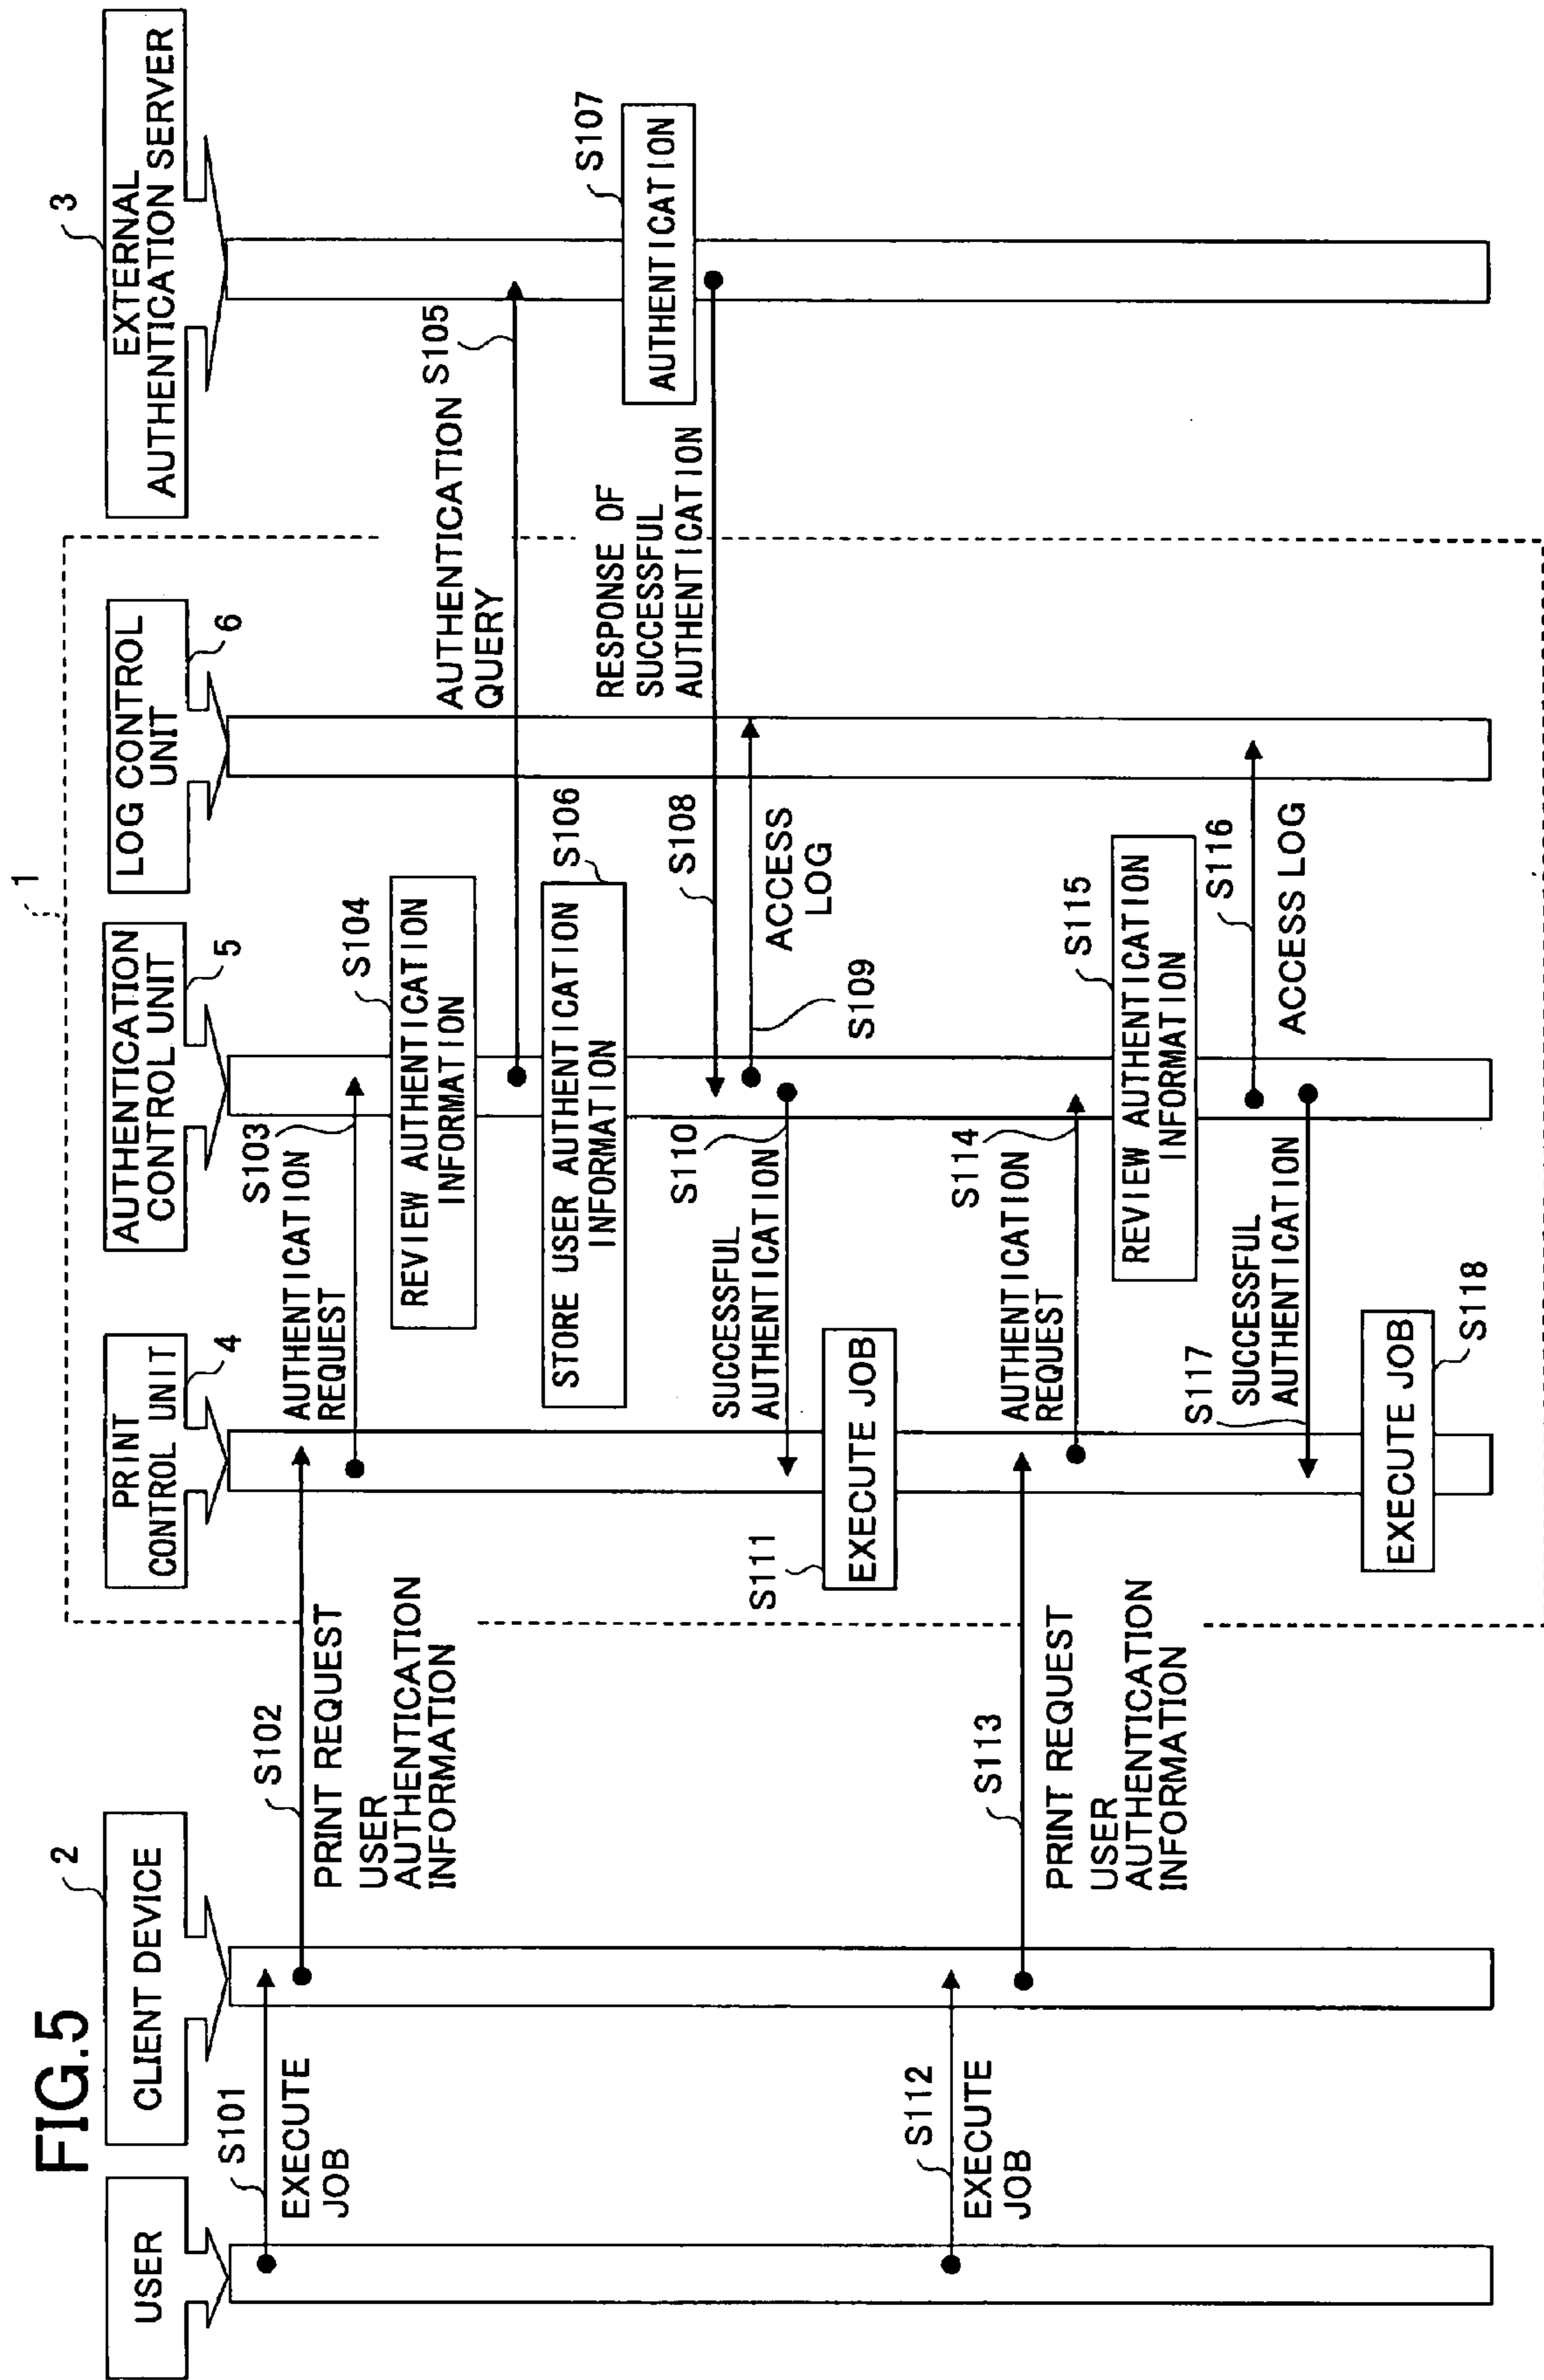 FIG.5
USER
CLIENT DEVICE
2
1
PRINT
CONTROL UNIT
4
AUTHENTICATION
CONTROL UNIT
5
LOG CONTROL
UNIT
6
EXTERNAL
AUTHENTICATION SERVER
3
S101
EXECUTE
JOB
S102
PRINT REQUEST
USER
AUTHENTICATION
INFORMATION
S103
AUTHENTICATION
REQUEST
S104
REVIEW AUTHENTICATION
INFORMATION
AUTHENTICATION
QUERY
S105
S106
STORE USER AUTHENTICATION
INFORMATION
S107
AUTHENTICATION
RESPONSE OF
SUCCESSFUL
AUTHENTICATION
S108
ACCESS
LOG
S109
S110
SUCCESSFUL
AUTHENTICATION
S111
EXECUTE JOB
S112
EXECUTE
JOB
S113
PRINT REQUEST
USER
AUTHENTICATION
INFORMATION
S114
AUTHENTICATION
REQUEST
S115
REVIEW AUTHENTICATION
INFORMATION
S116
ACCESS LOG
S117
SUCCESSFUL
AUTHENTICATION
EXECUTE JOB
S118